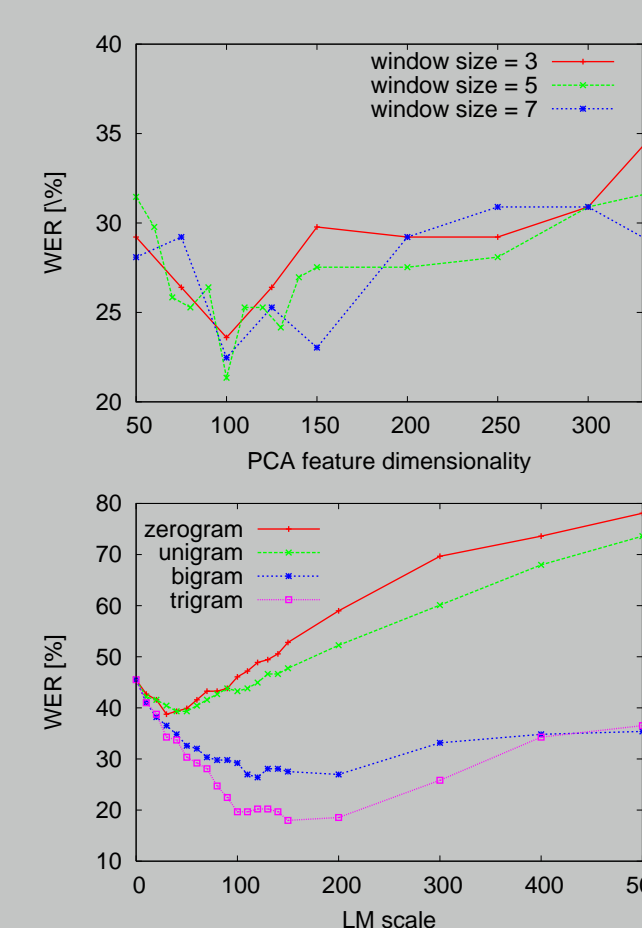 40
35
30
25
20
WER [\%]
window size = 3
window size = 5
window size = 7
50 100 150 200 250 300
PCA feature dimensionality
80
70
60
50
40
30
20
10
WER [%]
zerogram
unigram
bigram
trigram
0 100 200 300 400
LM scale